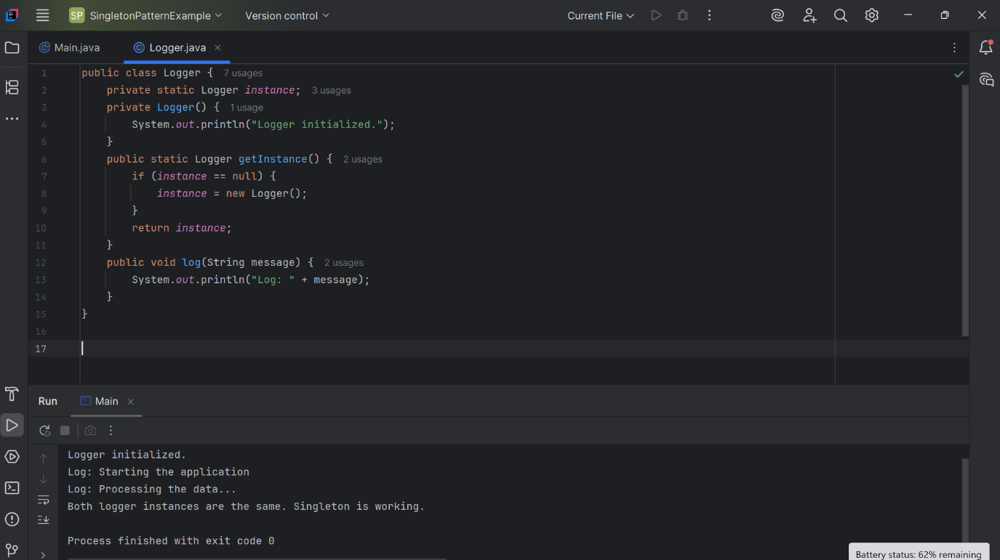 SP SingletonPatternExample Version control Current File
Main.java Logger.java
1 public class Logger { 7 usages
2 private static Logger instance; 3 usages
3 private Logger() { 1 usage
4 System.out.println("Logger initialized.");
5 }
6 public static Logger getInstance() { 2 usages
7 if (instance == null) {
8 instance = new Logger();
9 }
10 return instance;
11 }
12 public void log(String message) { 2 usages
13 System.out.println("Log: " + message);
14 }
15 }
16
17
Run Main
Logger initialized.
Log: Starting the application
Log: Processing the data...
Both logger instances are the same. Singleton is working.
Process finished with exit code 0
Battery status: 62% remaining